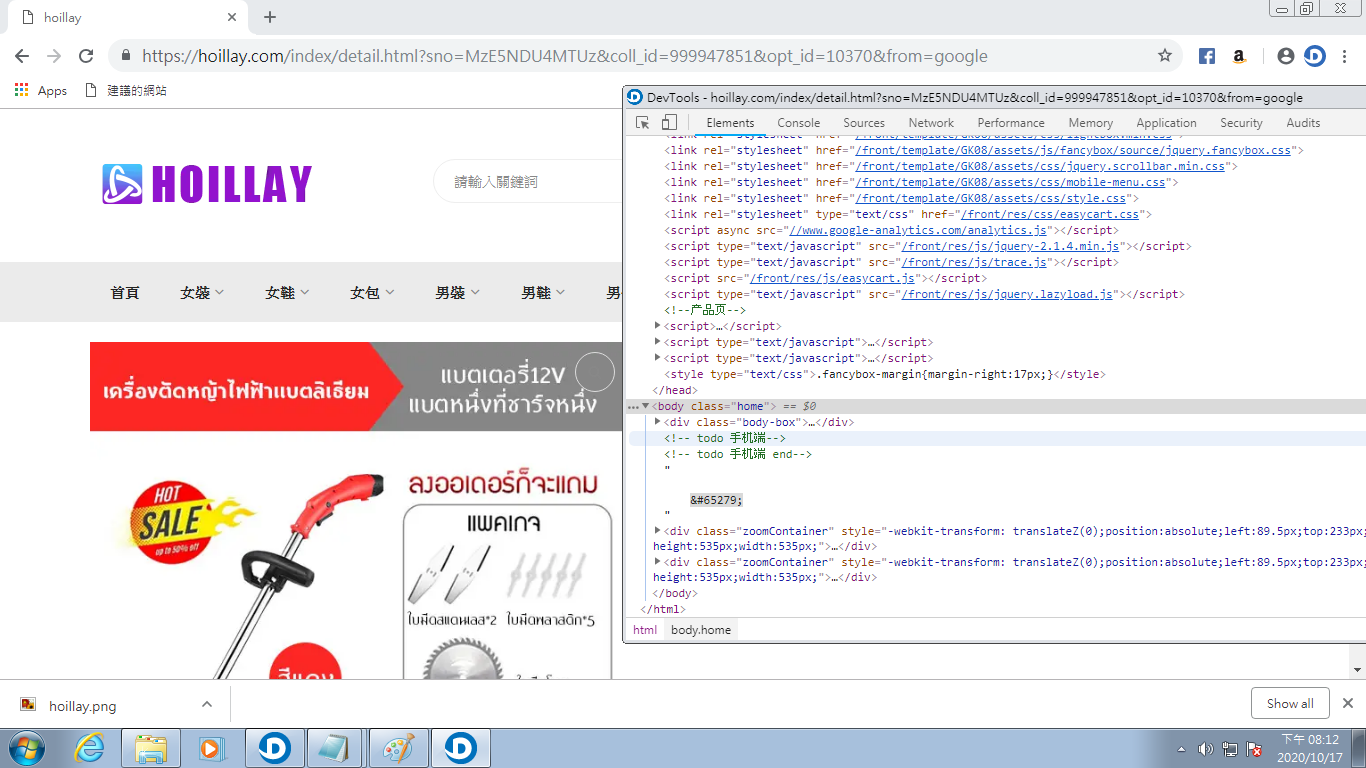 hoillay
https://hoillay.com/index/detail.html?sno=MzE5NDU4MTUz&coll_id=999947851&opt_id=10370&from=google
Apps 建議的網站
HOILLAY
請輸入關鍵詞
首頁 女裝 女鞋 女包 男裝 男鞋
เครื่องตัดหญ้าไฟฟ้าแบตลิเธียม
แบตเตอรี่12V
แบตหนึ่งที่ชาร์จหนึ่ง
HOT
SALE
up to 50% off
ลงออเดอร์ก็จะแถม
แพคเกจ
ใบมีดสแตนเลส*2 ใบมีดพลาสติก*5
สีแดง
DevTools - hoillay.com/index/detail.html?sno=MzE5NDU4MTUz&coll_id=999947851&opt_id=10370&from=google
Elements Console Sources Network Performance Memory Application Security Audits
<link rel="stylesheet" href="/front/template/GK08/assets/css/lightbox.min.css">
<link rel="stylesheet" href="/front/template/GK08/assets/js/fancybox/source/jquery.fancybox.css">
<link rel="stylesheet" href="/front/template/GK08/assets/css/jquery.scrollbar.min.css">
<link rel="stylesheet" href="/front/template/GK08/assets/css/mobile-menu.css">
<link rel="stylesheet" href="/front/template/GK08/assets/css/style.css">
<link rel="stylesheet" type="text/css" href="/front/res/css/easycart.css">
<script async src="//www.google-analytics.com/analytics.js"></script>
<script type="text/javascript" src="/front/res/js/jquery-2.1.4.min.js"></script>
<script type="text/javascript" src="/front/res/js/trace.js"></script>
<script src="/front/res/js/easycart.js"></script>
<script type="text/javascript" src="/front/res/js/jquery.lazyload.js"></script>
<!--产品页-->
<script>…</script>
<script type="text/javascript">…</script>
<script type="text/javascript">…</script>
<style type="text/css">.fancybox-margin{margin-right:17px;}</style>
</head>
<body class="home"> == $0
<div class="body-box">…</div>
<!-- todo 手机端-->
<!-- todo 手机端 end-->
"
&#65279;
"
<div class="zoomContainer" style="-webkit-transform: translateZ(0);position:absolute;left:89.5px;top:233px;
height:535px;width:535px;">…</div>
<div class="zoomContainer" style="-webkit-transform: translateZ(0);position:absolute;left:89.5px;top:233px;
height:535px;width:535px;">…</div>
</body>
</html>
html body.home
hoillay.png
Show all
下午 08:12
2020/10/17